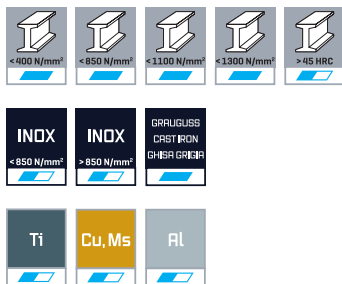 <400 N/mm² <850 N/mm² <1100 N/mm² <1300 N/mm² >45 HRC
INOX INOX GRAUGUSS
CAST IRON
GHISA GRIGIA
<850 N/mm² >850 N/mm²
Ti Cu, Ms Al